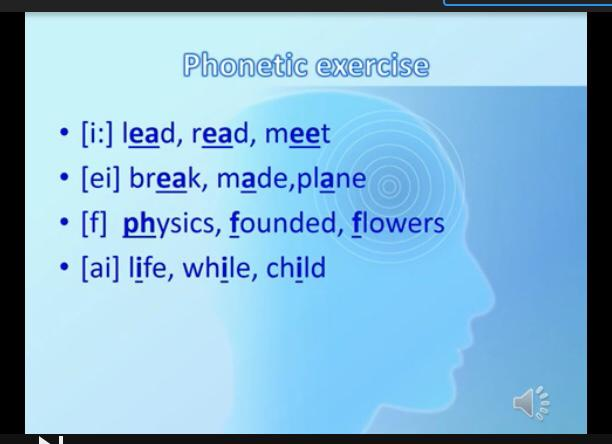 Phonetic exercise
• [i:] lead, read, meet
• [ei] break, made,plane
• [f] physics, founded, flowers
• [ai] life, while, child